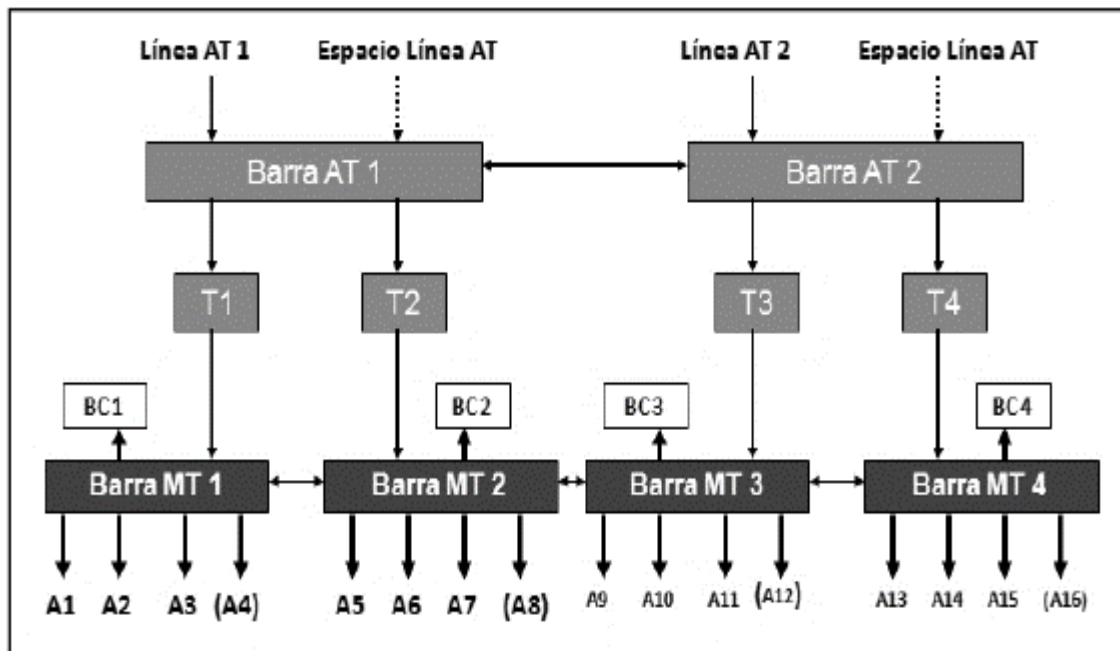 Línea AT 1 Espacio Línea AT Línea AT 2 Espacio Línea AT
Barra AT 1 Barra AT 2
T1 T2 T3 T4
BC1 BC2 BC3 BC4
Barra MT 1 Barra MT 2 Barra MT 3 Barra MT 4
A1 A2 A3 (A4) A5 A6 A7 (A8) A9 A10 A11 (A12) A13 A14 A15 (A16)